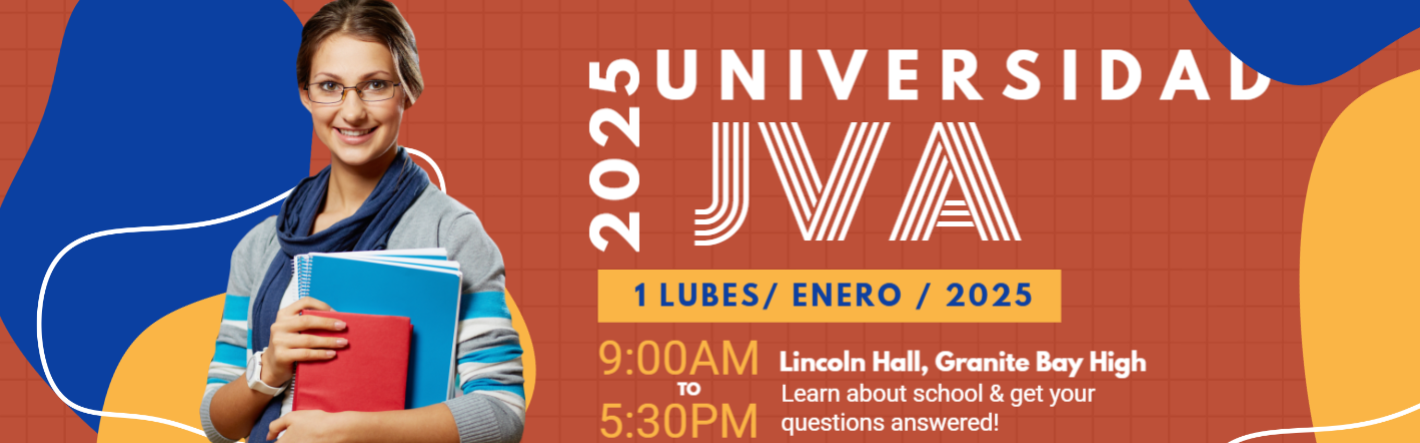 2025
UNIVERSIDAD
JVA
1 LUBES/ ENERO / 2025
9:00AM
TO
5:30PM
Lincoln Hall, Granite Bay High
Learn about school & get your
questions answered!